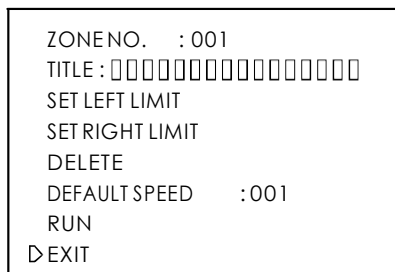 ZONE NO. : 001
TITLE : ▯▯▯▯▯▯▯▯▯▯▯▯▯▯▯▯
SET LEFT LIMIT
SET RIGHT LIMIT
DELETE
DEFAULT SPEED : 001
RUN
▷ EXIT